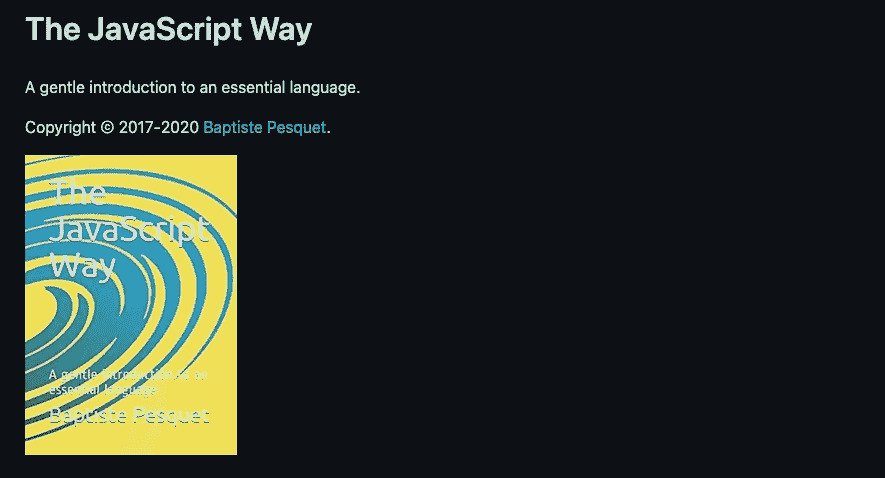 The JavaScript Way
A gentle introduction to an essential language.
Copyright © 2017-2020 Baptiste Pesquet.
The
JavaScript
Way
A gentle introduction to an
essential language
Baptiste Pesquet